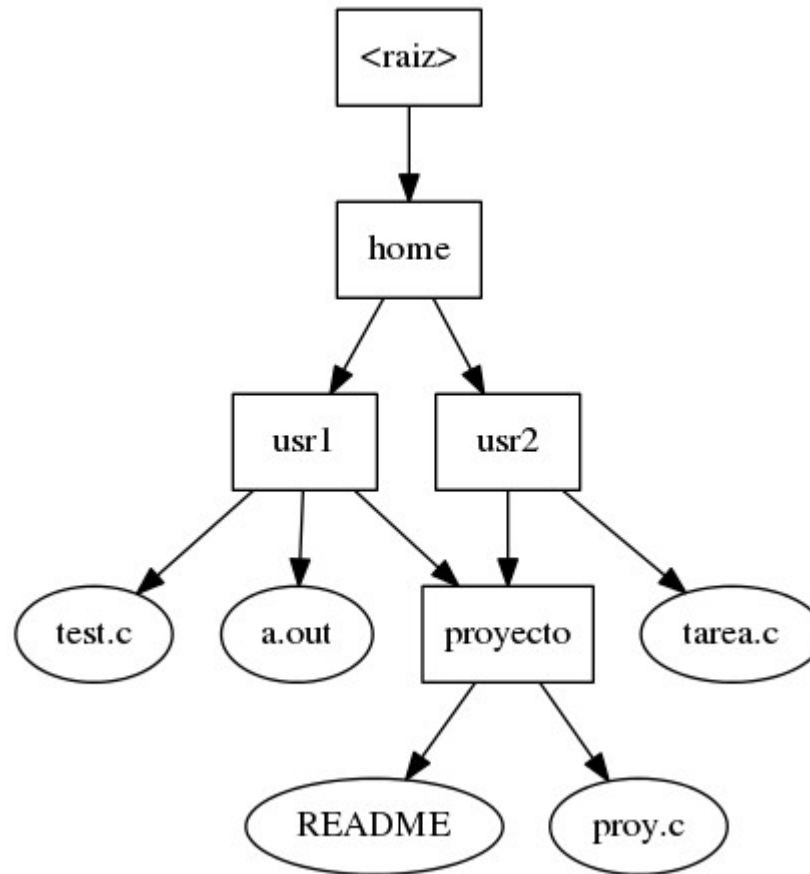 <raiz>
home
usr1
usr2
test.c
a.out
proyecto
tarea.c
README
proy.c